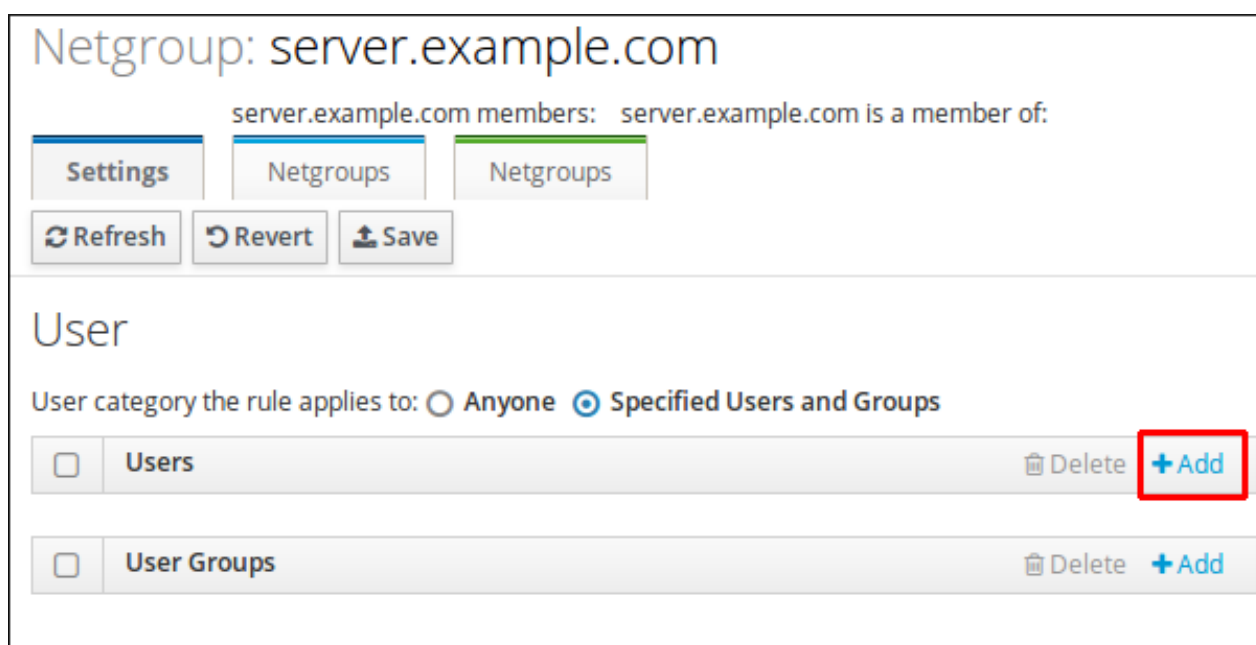 Netgroup: server.example.com
server.example.com members: server.example.com is a member of:
Settings Netgroups Netgroups
Refresh Revert Save
User
User category the rule applies to: Anyone Specified Users and Groups
Users Delete +Add
User Groups Delete +Add